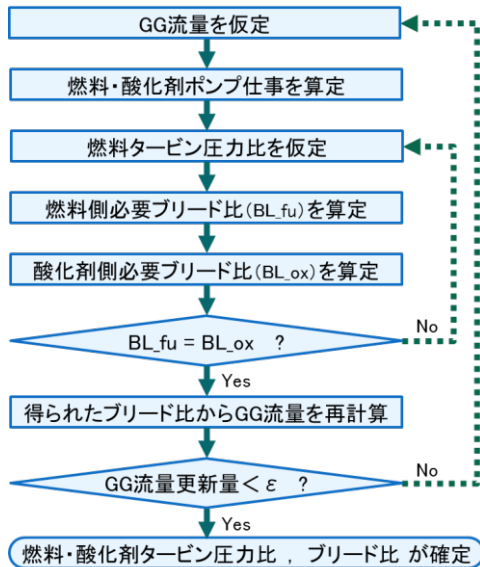 GG流量を仮定
燃料・酸化剤ポンプ仕事を算定
燃料タービン圧力比を仮定
燃料側必要ブリード比(BL_fu)を算定
酸化剤側必要ブリード比(BL_ox)を算定
BL_fu = BL_ox ?
No
Yes
得られたブリード比からGG流量を再計算
GG流量更新量＜ε ?
No
Yes
燃料・酸化剤タービン圧力比 , ブリード比 が確定